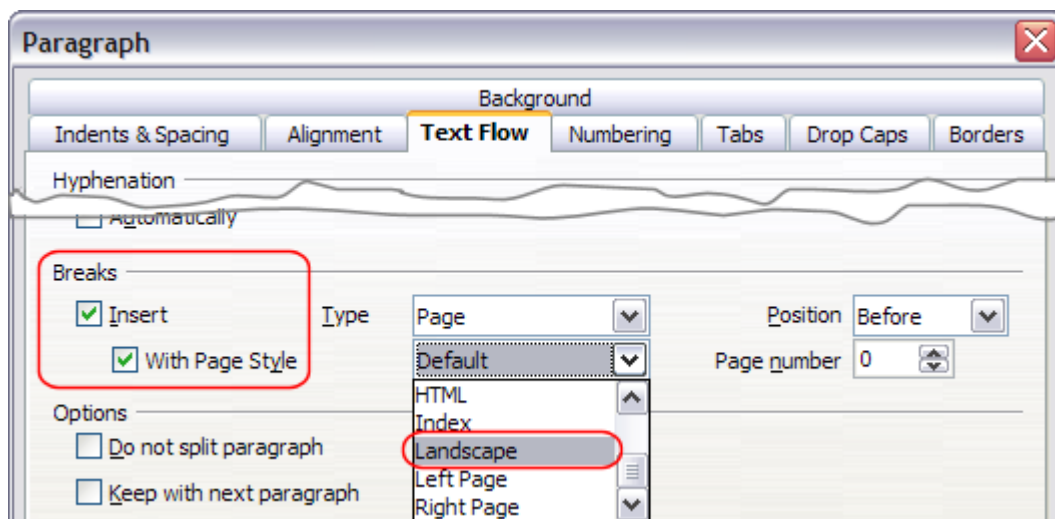 Paragraph
Background
Indents & Spacing Alignment Text Flow Numbering Tabs Drop Caps Borders
Hyphenation
Automatically
Breaks
Insert Type Page Position Before
With Page Style Default Page number 0
HTML
Index
Options
Do not split paragraph Landscape
Left Page
Keep with next paragraph Right Page